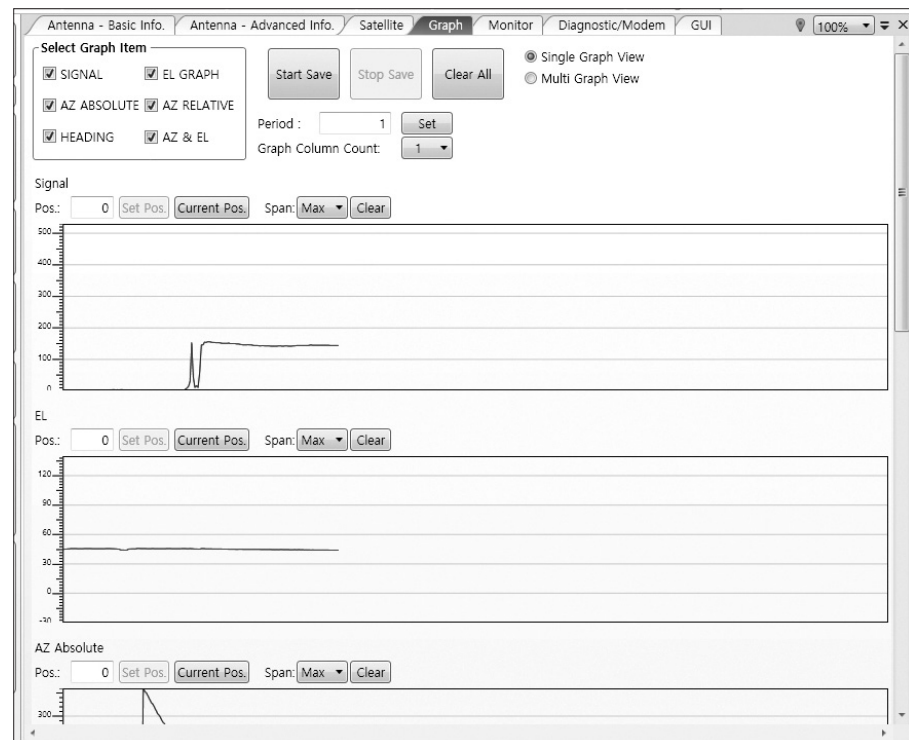 Antenna - Basic Info. Antenna - Advanced Info. Satellite Graph Monitor Diagnostic/Modem GUI 100%
Select Graph Item
SIGNAL EL GRAPH
AZ ABSOLUTE AZ RELATIVE
HEADING AZ & EL
Start Save Stop Save Clear All
Single Graph View
Multi Graph View
Period : 1 Set
Graph Column Count: 1
Signal
Pos.: 0 Set Pos. Current Pos. Span: Max Clear
500
400
300
200
100
0
EL
Pos.: 0 Set Pos. Current Pos. Span: Max Clear
120
90
60
30
0
-30
AZ Absolute
Pos.: 0 Set Pos. Current Pos. Span: Max Clear
300